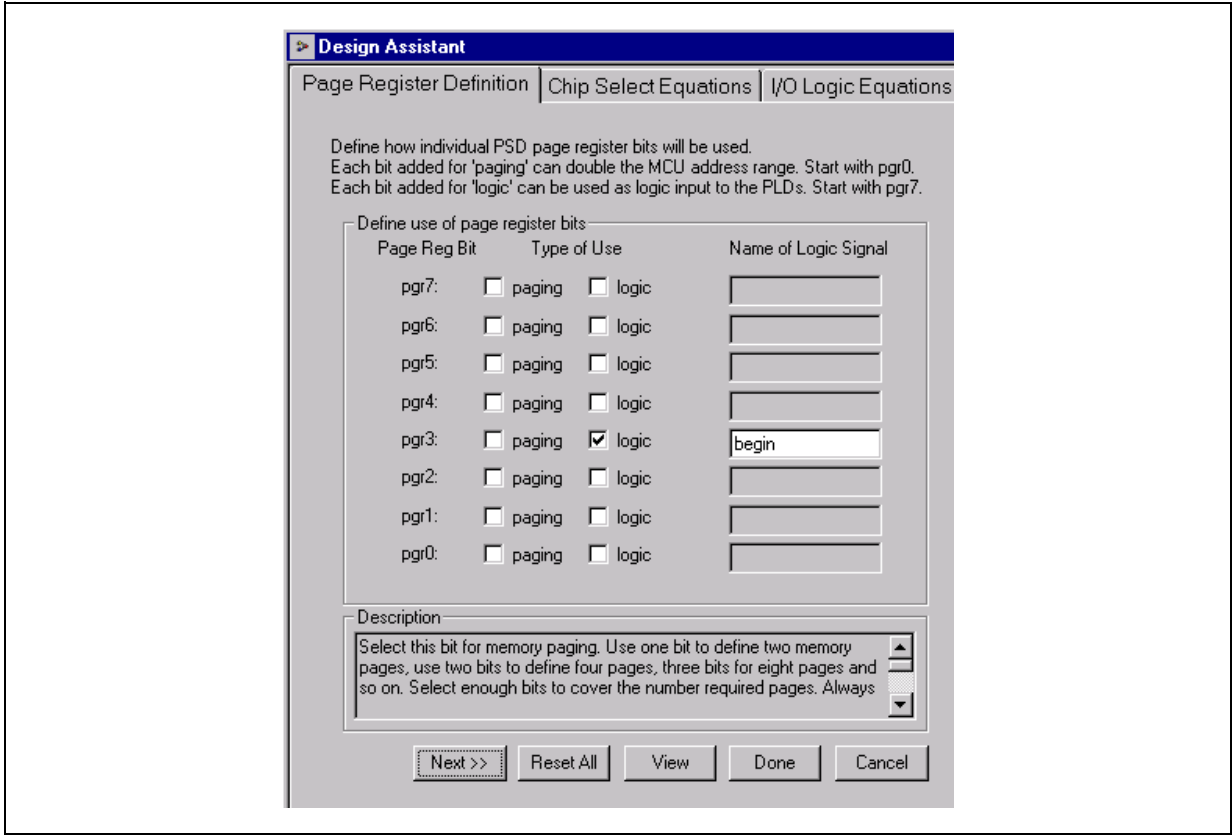 Design Assistant
Page Register Definition Chip Select Equations I/O Logic Equations
Define how individual PSD page register bits will be used.
Each bit added for 'paging' can double the MCU address range. Start with pgr0.
Each bit added for 'logic' can be used as logic input to the PLDs. Start with pgr7.
Define use of page register bits
Page Reg Bit Type of Use Name of Logic Signal
pgr7: paging logic
pgr6: paging logic
pgr5: paging logic
pgr4: paging logic
pgr3: paging logic begin
pgr2: paging logic
pgr1: paging logic
pgr0: paging logic
Description
Select this bit for memory paging. Use one bit to define two memory
pages, use two bits to define four pages, three bits for eight pages and
so on. Select enough bits to cover the number required pages. Always
Next >> Reset All View Done Cancel